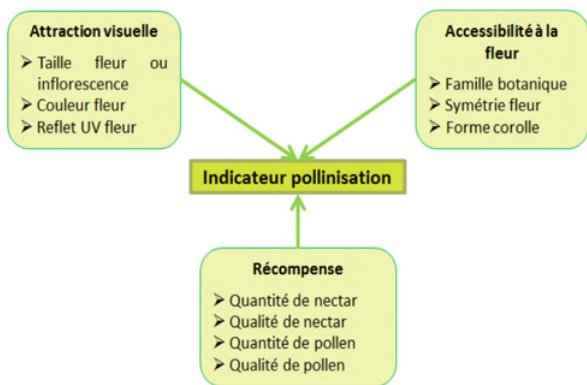 Attraction visuelle
➢ Taille fleur ou
inflorescence
➢ Couleur fleur
➢ Reflet UV fleur
Accessibilité à la
fleur
➢ Famille botanique
➢ Symétrie fleur
➢ Forme corolle
Indicateur pollinisation
Récompense
➢ Quantité de nectar
➢ Qualité de nectar
➢ Quantité de pollen
➢ Qualité de pollen